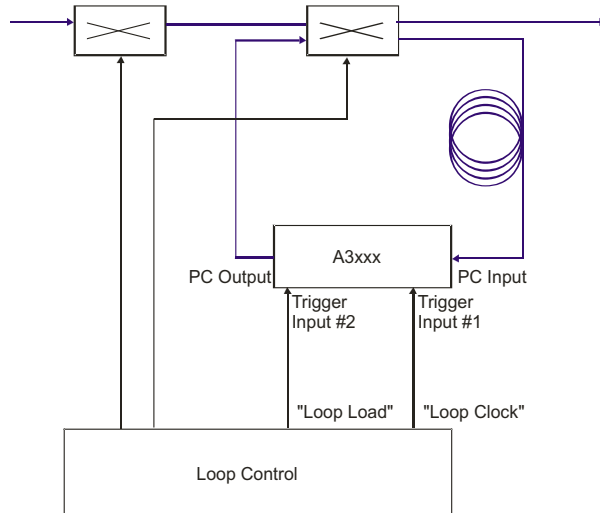 A3xxx
PC Output
PC Input
Trigger
Input #2
Trigger
Input #1
"Loop Load"
"Loop Clock"
Loop Control